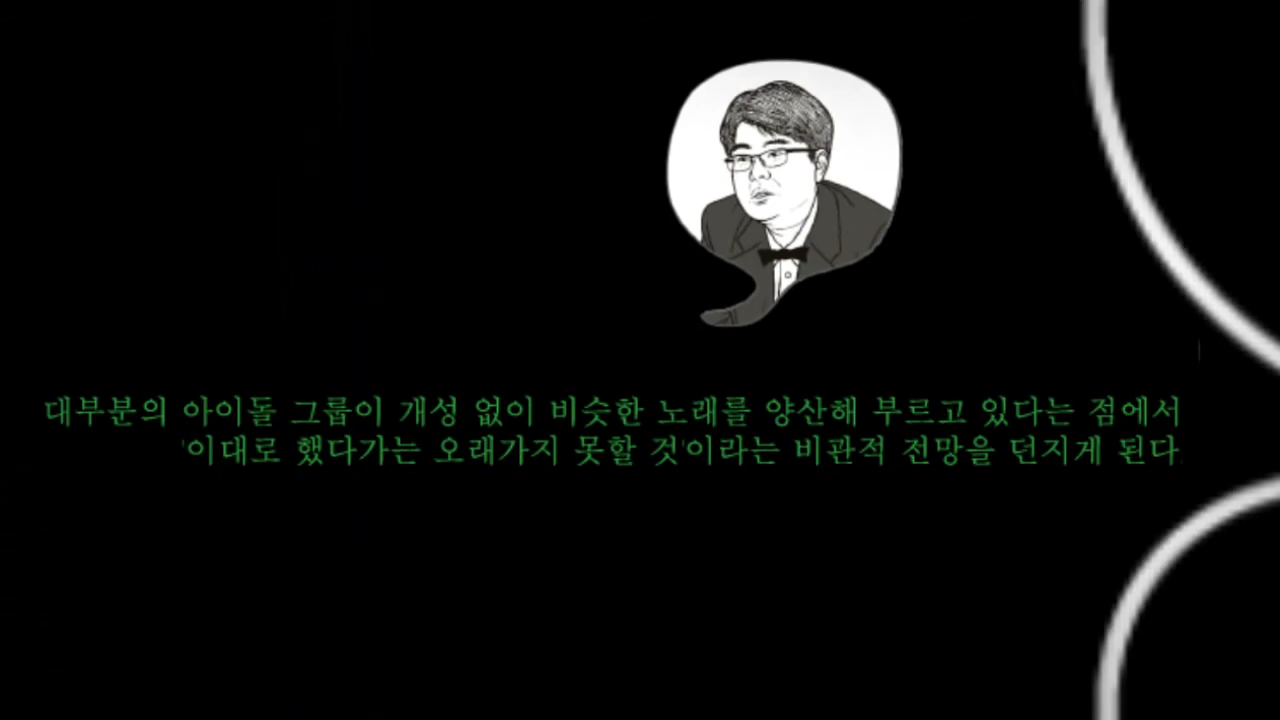 대부분의 아이돌 그룹이 개성 없이 비슷한 노래를 양산해 부르고 있다는 점에서
'이대로 했다가는 오래가지 못할 것'이라는 비관적 전망을 던지게 된다.